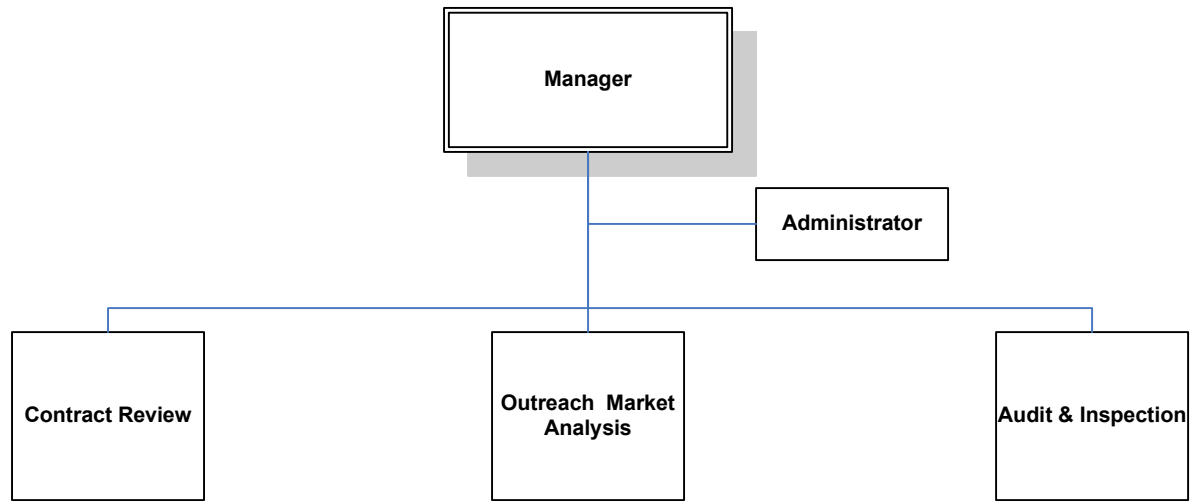 Manager
Administrator
Contract Review
Outreach Market
Analysis
Audit & Inspection